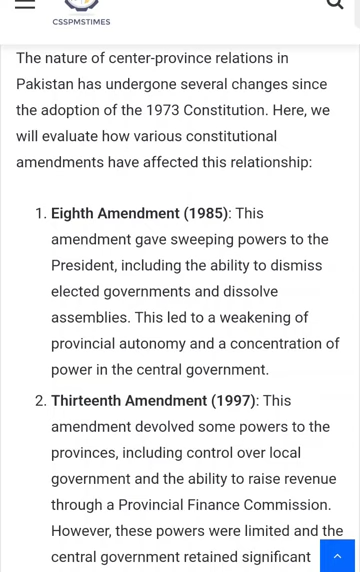 CSSPMSTIMES
The nature of center-province relations in
Pakistan has undergone several changes since
the adoption of the 1973 Constitution. Here, we
will evaluate how various constitutional
amendments have affected this relationship:
1. Eighth Amendment (1985): This
amendment gave sweeping powers to the
President, including the ability to dismiss
elected governments and dissolve
assemblies. This led to a weakening of
provincial autonomy and a concentration of
power in the central government.
2. Thirteenth Amendment (1997): This
amendment devolved some powers to the
provinces, including control over local
government and the ability to raise revenue
through a Provincial Finance Commission.
However, these powers were limited and the
central government retained significant